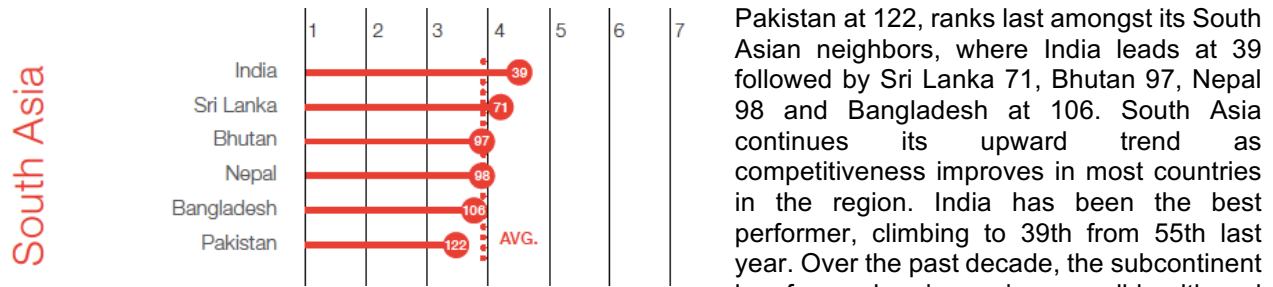 South Asia
1 2 3 4 5 6 7
India 39
Sri Lanka 71
Bhutan 97
Nepal 98
Bangladesh 106
Pakistan 122
AVG.
Pakistan at 122, ranks last amongst its South
Asian neighbors, where India leads at 39
followed by Sri Lanka 71, Bhutan 97, Nepal
98 and Bangladesh at 106. South Asia
continues its upward trend as
competitiveness improves in most countries
in the region. India has been the best
performer, climbing to 39th from 55th last
year. Over the past decade, the subcontinent